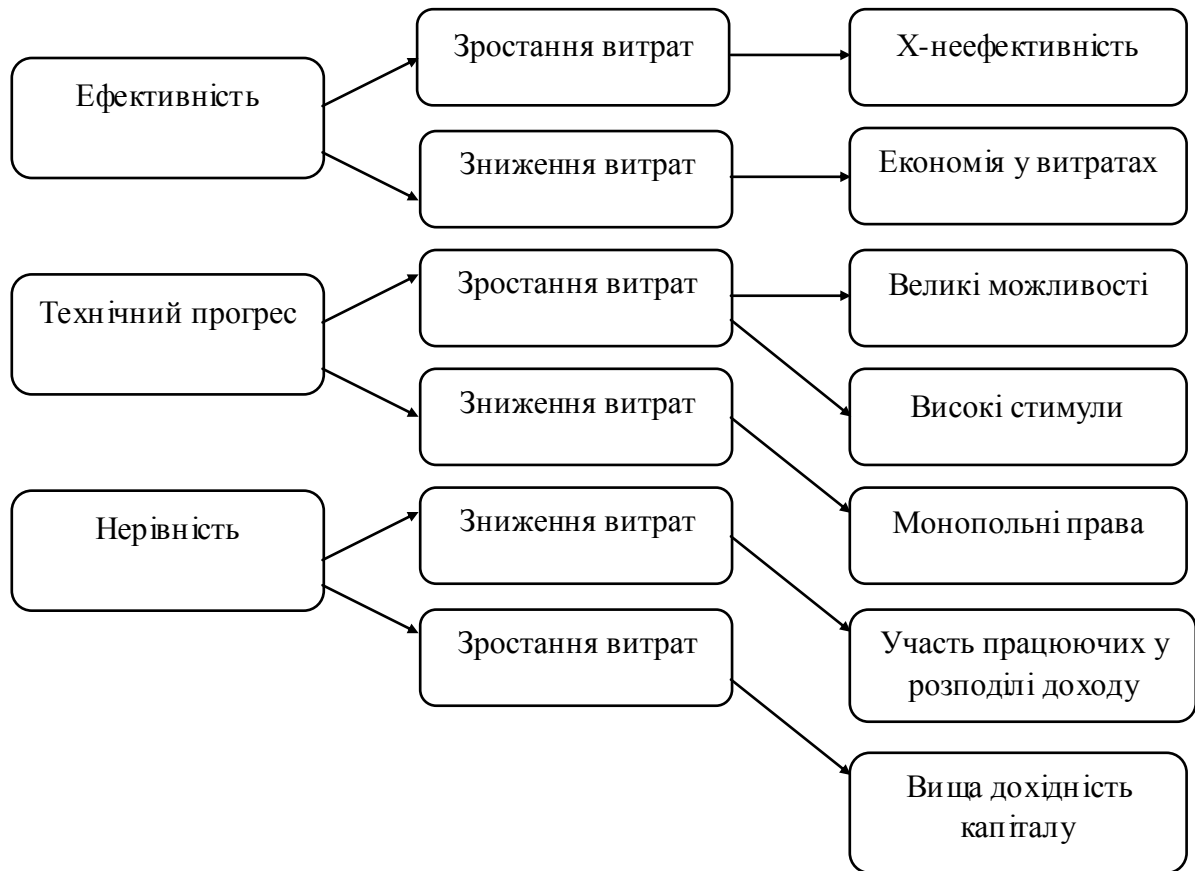 Ефективність
Зростання витрат
Х-неефективність
Зниження витрат
Економія у витратах
Технічний прогрес
Зростання витрат
Великі можливості
Зниження витрат
Високі стимули
Нерівність
Зниження витрат
Монопольні права
Зростання витрат
Участь працюючих у
розподілі доходу
Вища дохідність
капіталу